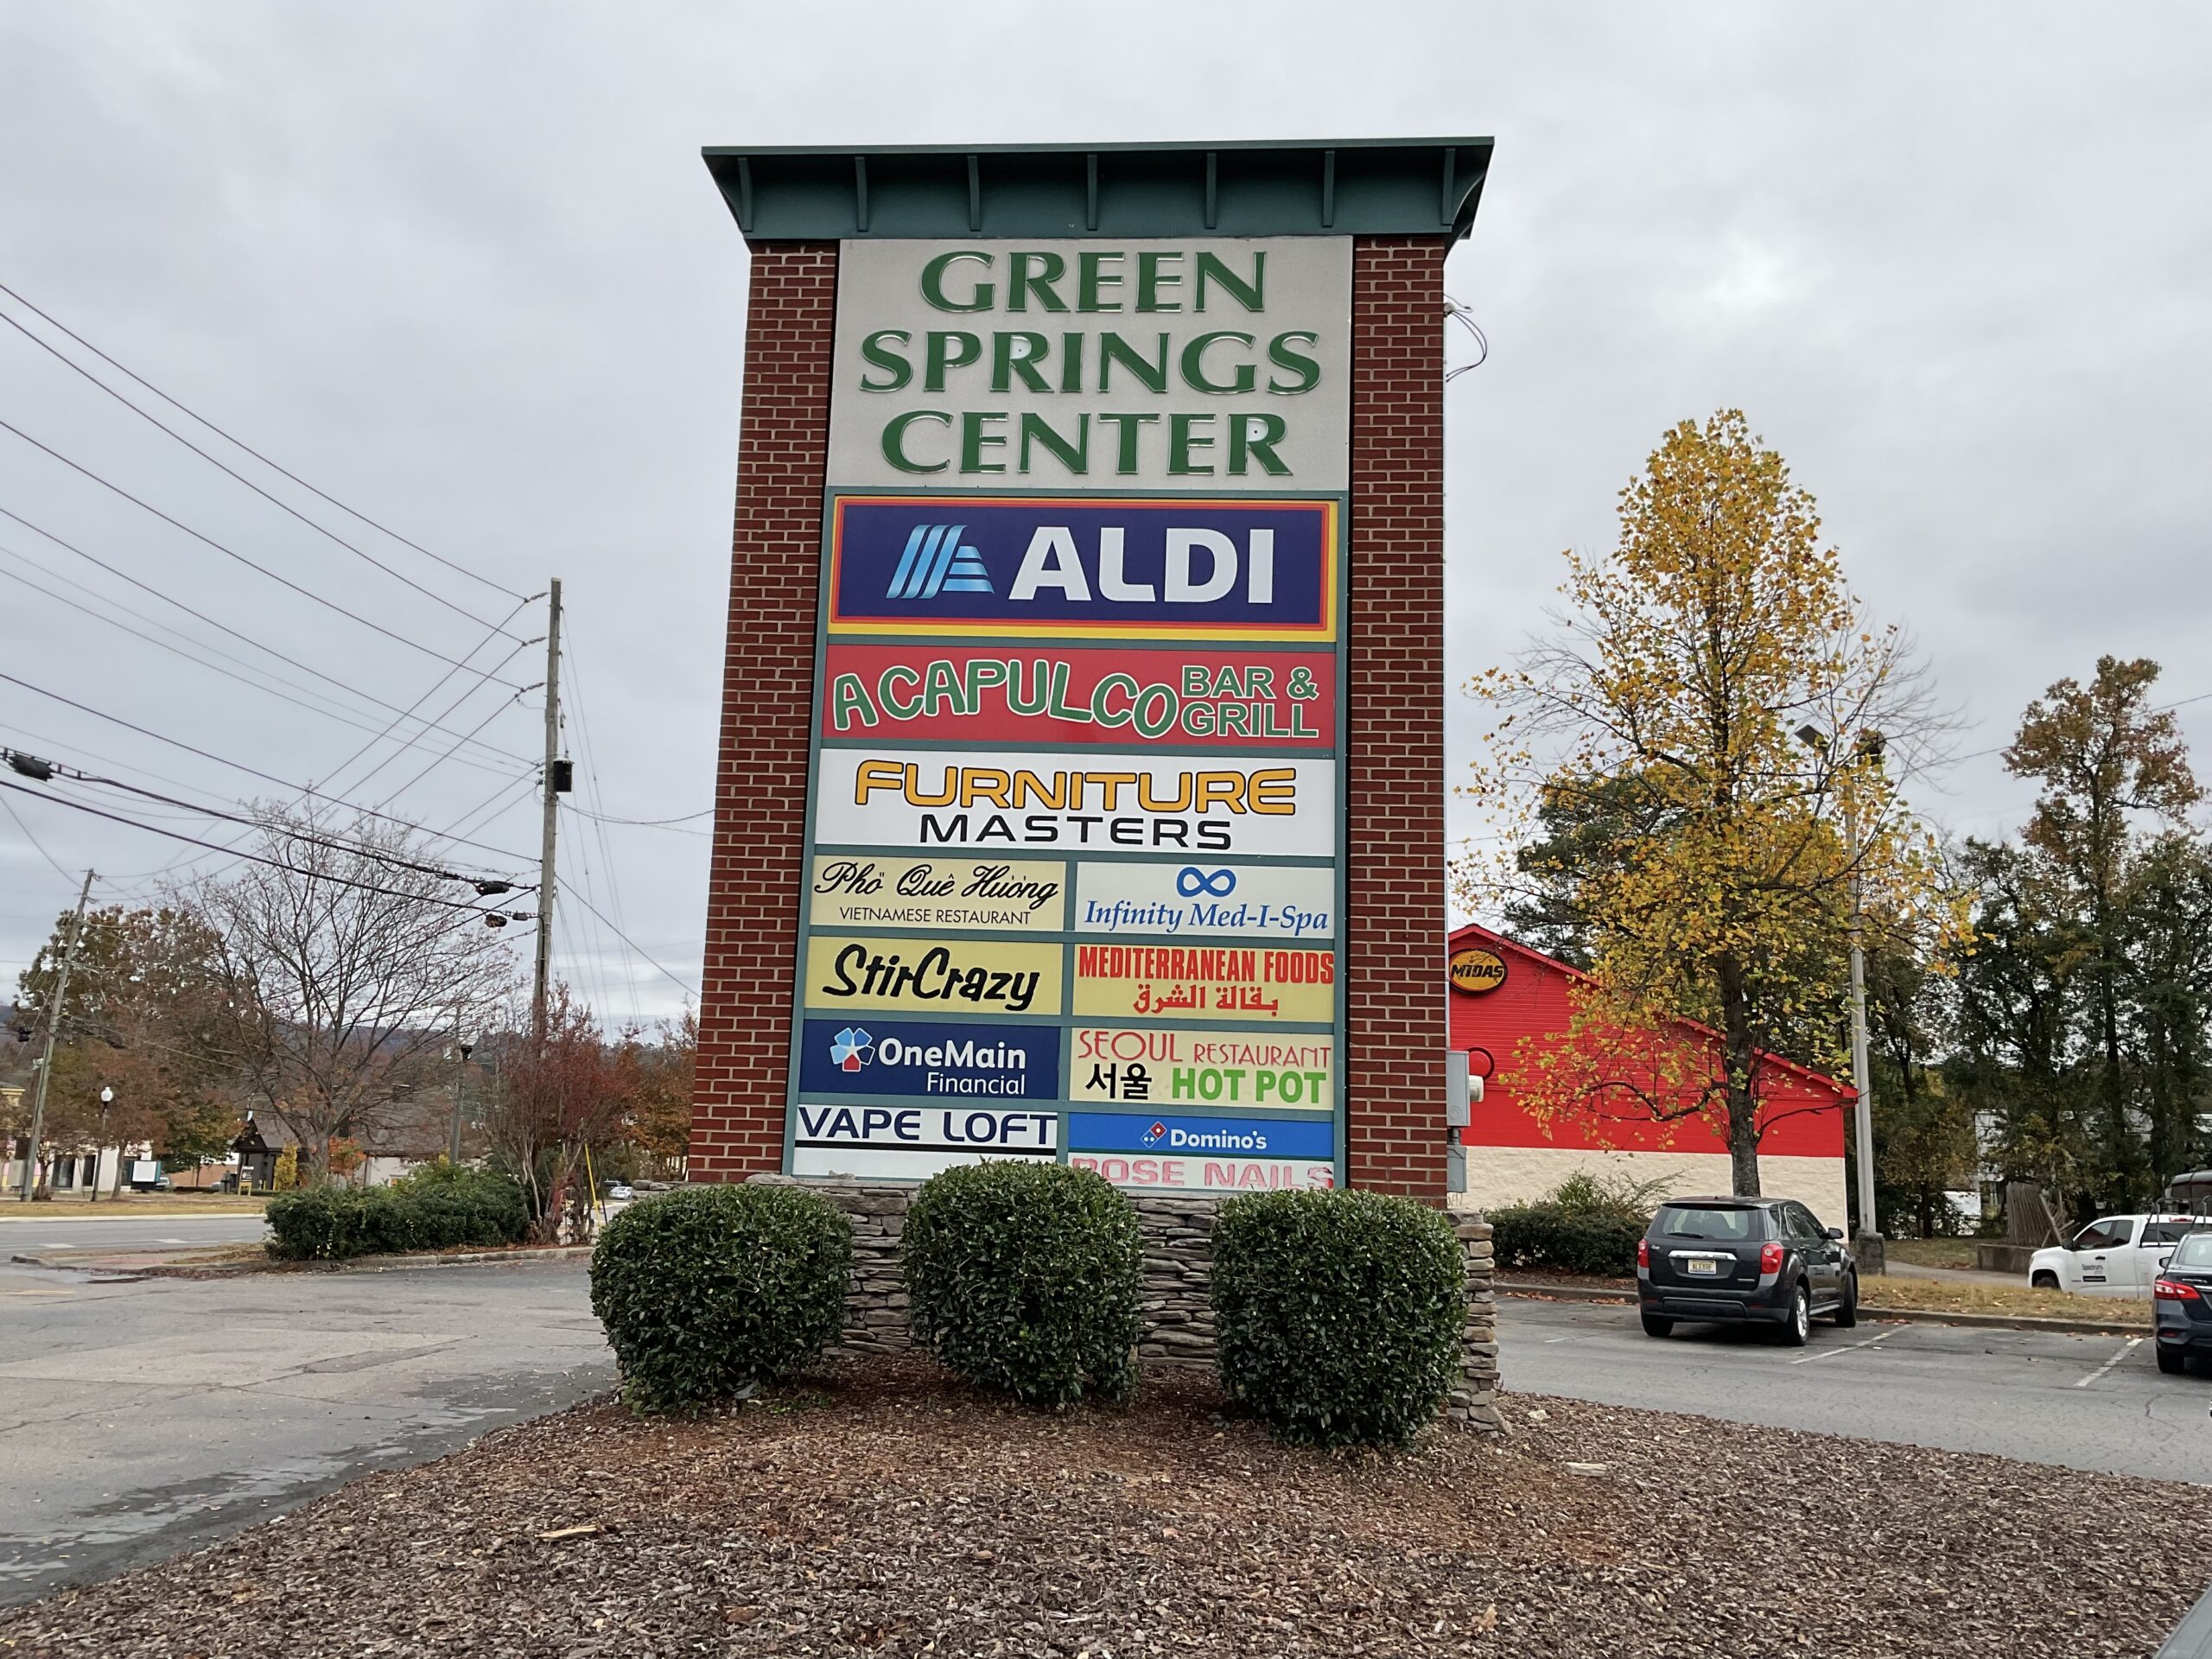 GREEN
SPRINGS
CENTER
ALDI
ACAPULCO BAR &
GRILL
FURNITURE
MASTERS
Phở Quê Hương
VIETNAMESE RESTAURANT
Infinity Med-I-Spa
StirCrazy
MEDITERRANEAN FOODS
بقالة الشرق
OneMain
Financial
SEOUL RESTAURANT
서울 HOT POT
VAPE LOFT
Domino's
ROSE NAILS
MIDAS
Spectrum